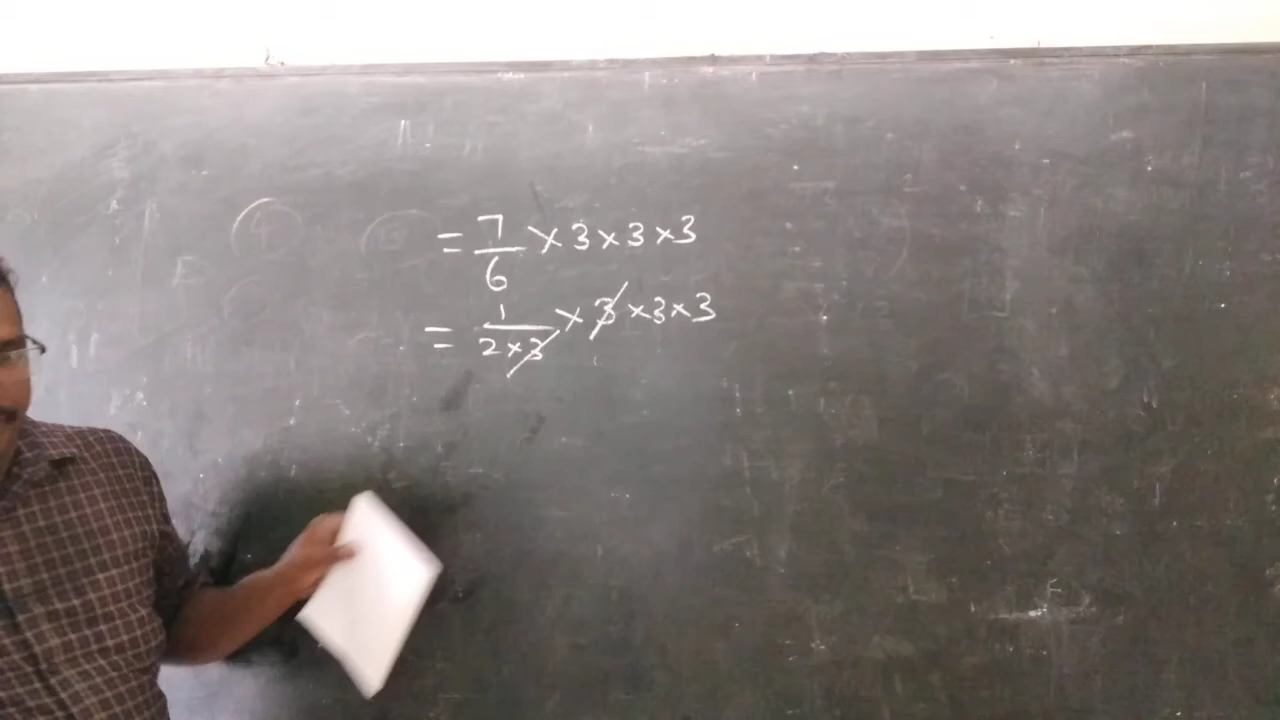 = 7/6 × 3 × 3 × 3
= 1/(2 × 3) × 3 × 3 × 3